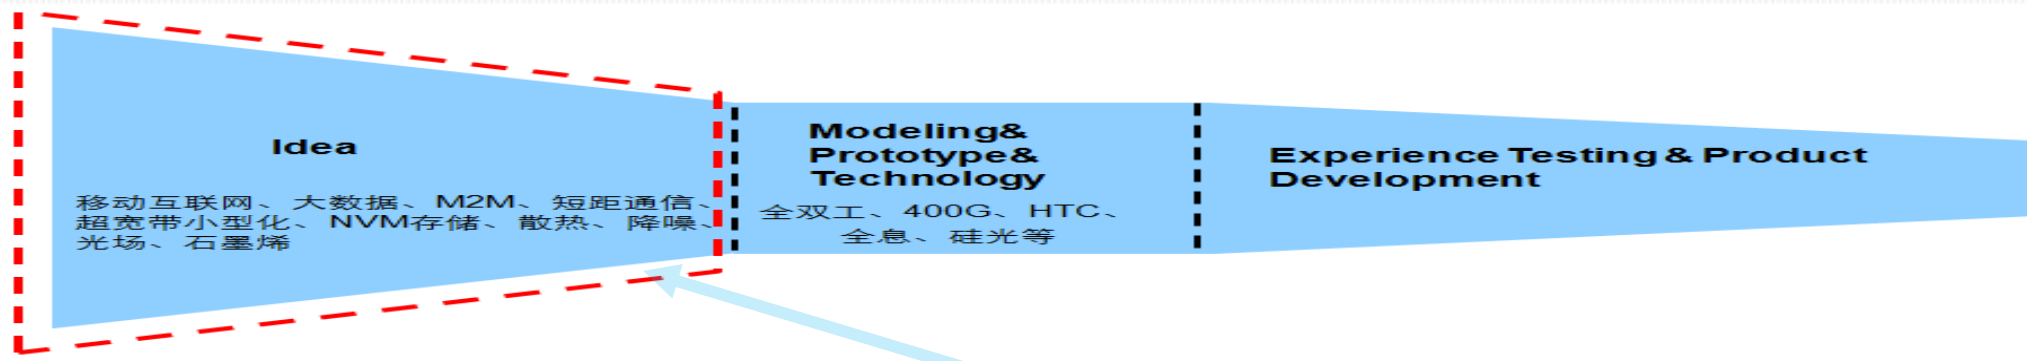 Idea
移动互联网、大数据、M2M、短距通信、
超宽带小型化、NVM存储、散热、降噪、
光场、石墨烯
Modeling&
Prototype&
Technology
全双工、400G、HTC、
全息、硅光等
Experience Testing & Product
Development